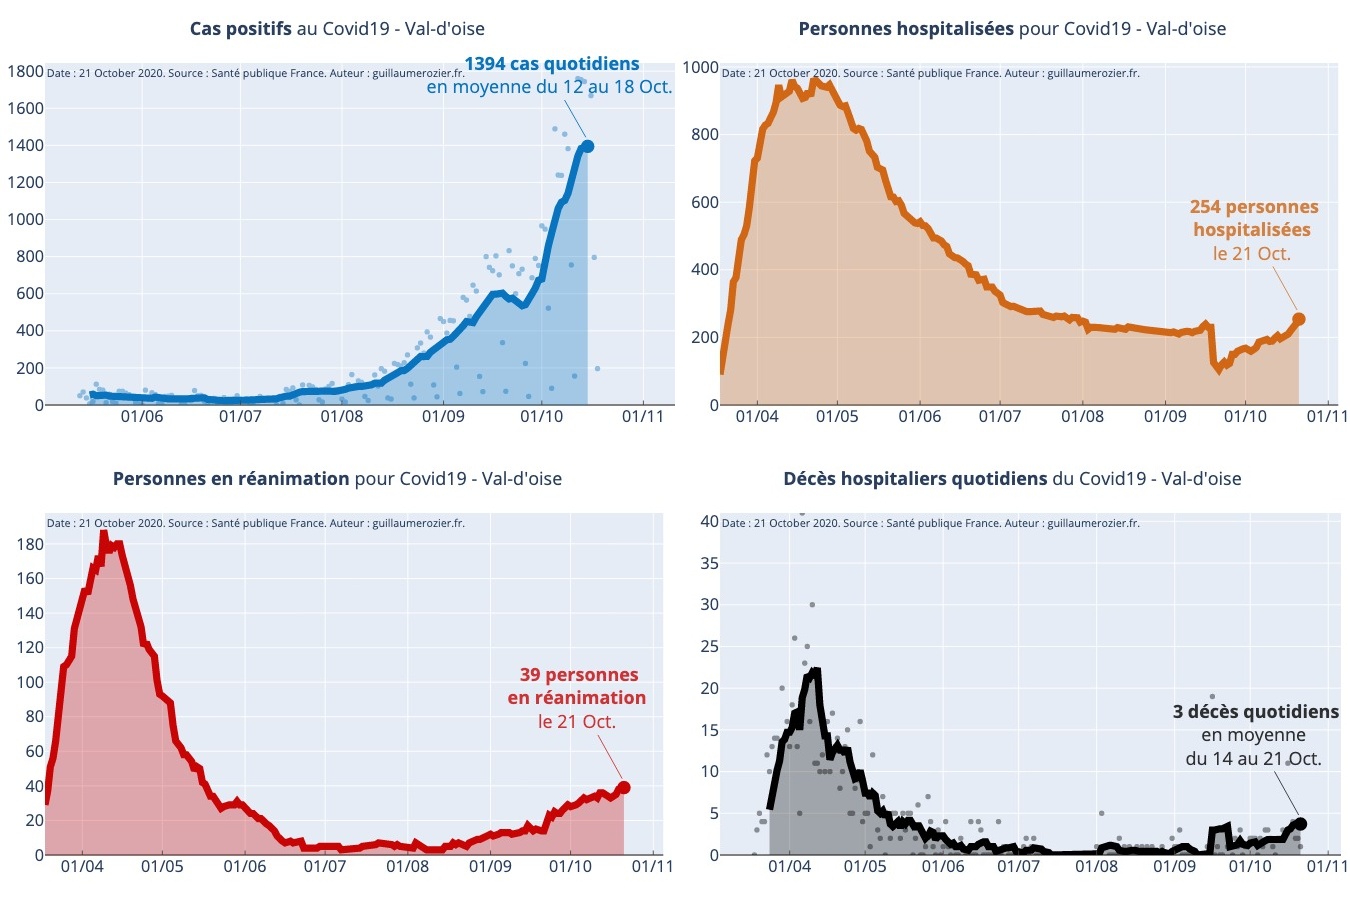 Cas positifs au Covid19 - Val-d'oise
1394 cas quotidiens
en moyenne du 12 au 18 Oct.
Date : 21 October 2020. Source : Santé publique France. Auteur : guillaumerozier.fr.
1800
1600
1400
1200
1000
800
600
400
200
0
01/06 01/07 01/08 01/09 01/10 01/11
Personnes hospitalisées pour Covid19 - Val-d'oise
Date : 21 October 2020. Source : Santé publique France. Auteur : guillaumerozier.fr.
1000
800
600
400
200
0
254 personnes
hospitalisées
le 21 Oct.
01/04 01/05 01/06 01/07 01/08 01/09 01/10 01/11
Personnes en réanimation pour Covid19 - Val-d'oise
Date : 21 October 2020. Source : Santé publique France. Auteur : guillaumerozier.fr.
180
160
140
120
100
80
60
40
20
0
39 personnes
en réanimation
le 21 Oct.
01/04 01/05 01/06 01/07 01/08 01/09 01/10 01/11
Décès hospitaliers quotidiens du Covid19 - Val-d'oise
Date : 21 October 2020. Source : Santé publique France. Auteur : guillaumerozier.fr.
40
35
30
25
20
15
10
5
0
3 décès quotidiens
en moyenne
du 14 au 21 Oct.
01/04 01/05 01/06 01/07 01/08 01/09 01/10 01/11